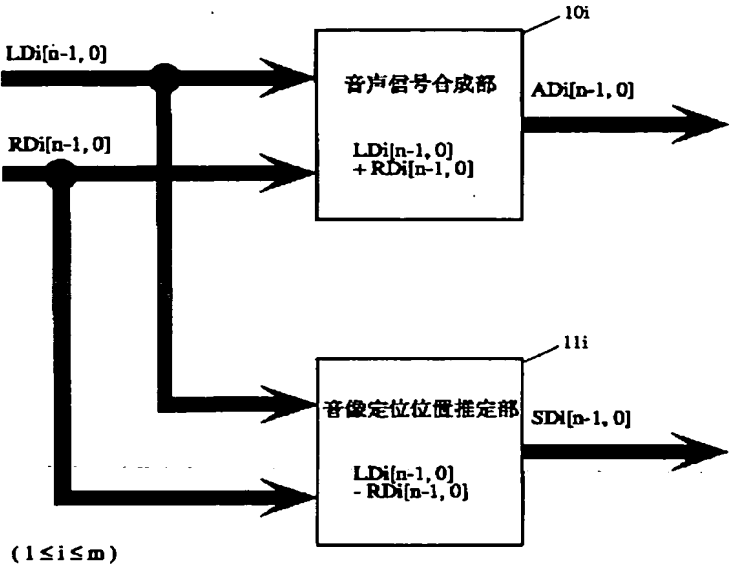 10i
LDi[n-1, 0]
音声信号合成部
ADi[n-1, 0]
RDi[n-1, 0]
LDi[n-1, 0]
+ RDi[n-1, 0]
11i
音像定位位置推定部
SDi[n-1, 0]
LDi[n-1, 0]
- RDi[n-1, 0]
(1≤i≤m)